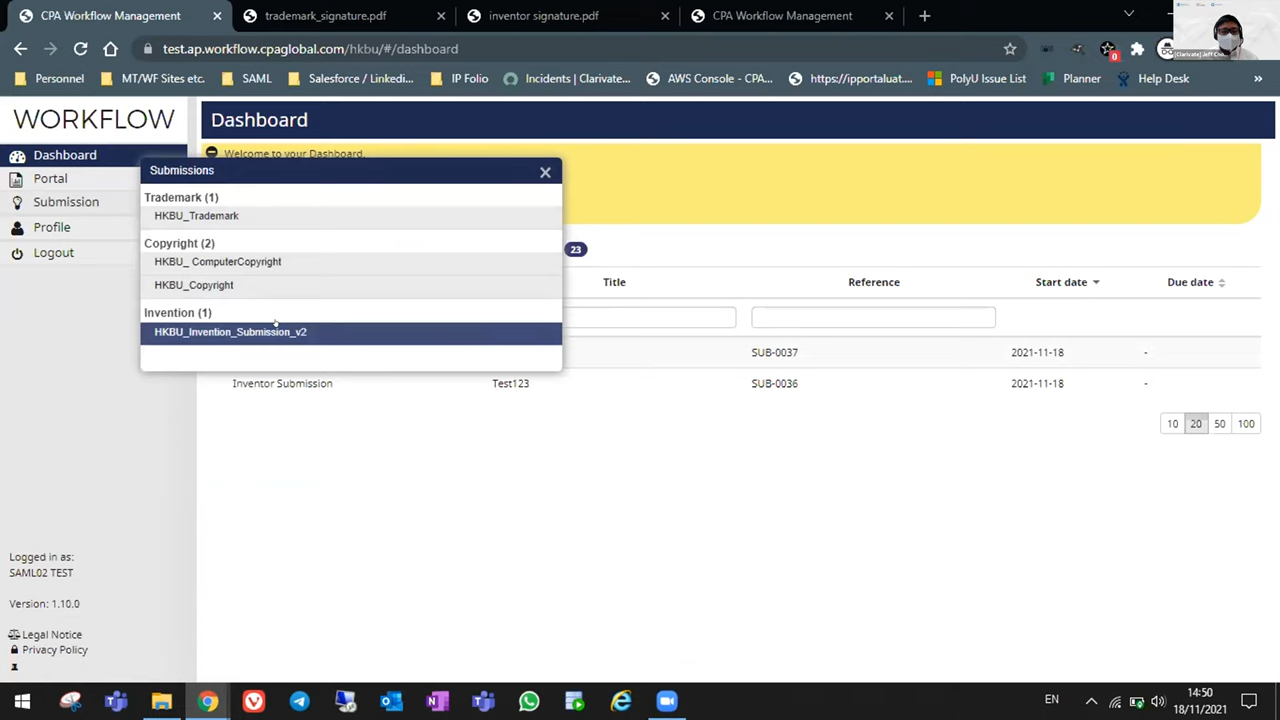 CPA Workflow Management
trademark_signature.pdf
inventor signature.pdf
CPA Workflow Management
test.ap.workflow.cpaglobal.com/hkbu/#/dashboard
0
Personnel
MT/WF Sites etc.
SAML
Salesforce / Linkedi...
IP Folio
Incidents | Clarivate...
AWS Console - CPA...
https://ipportaluat....
PolyU Issue List
Planner
Help Desk
»
WORKFLOW
Dashboard
Portal
Submission
Profile
Logout
Dashboard
Welcome to your Dashboard.
Submissions
Trademark (1)
HKBU_Trademark
Copyright (2)
HKBU_ ComputerCopyright
HKBU_Copyright
Invention (1)
HKBU_Invention_Submission_v2
23
Title
Reference
Start date
Due date
SUB-0037
2021-11-18
-
Inventor Submission
Test123
SUB-0036
2021-11-18
-
10
20
50
100
Logged in as:
SAML02 TEST
Version: 1.10.0
Legal Notice
Privacy Policy
EN
14:50
18/11/2021